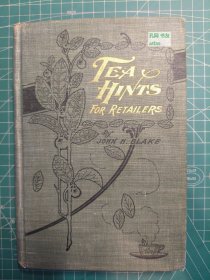 TEA
HINTS
FOR RETAILERS
BY
JOHN H. BLAKE